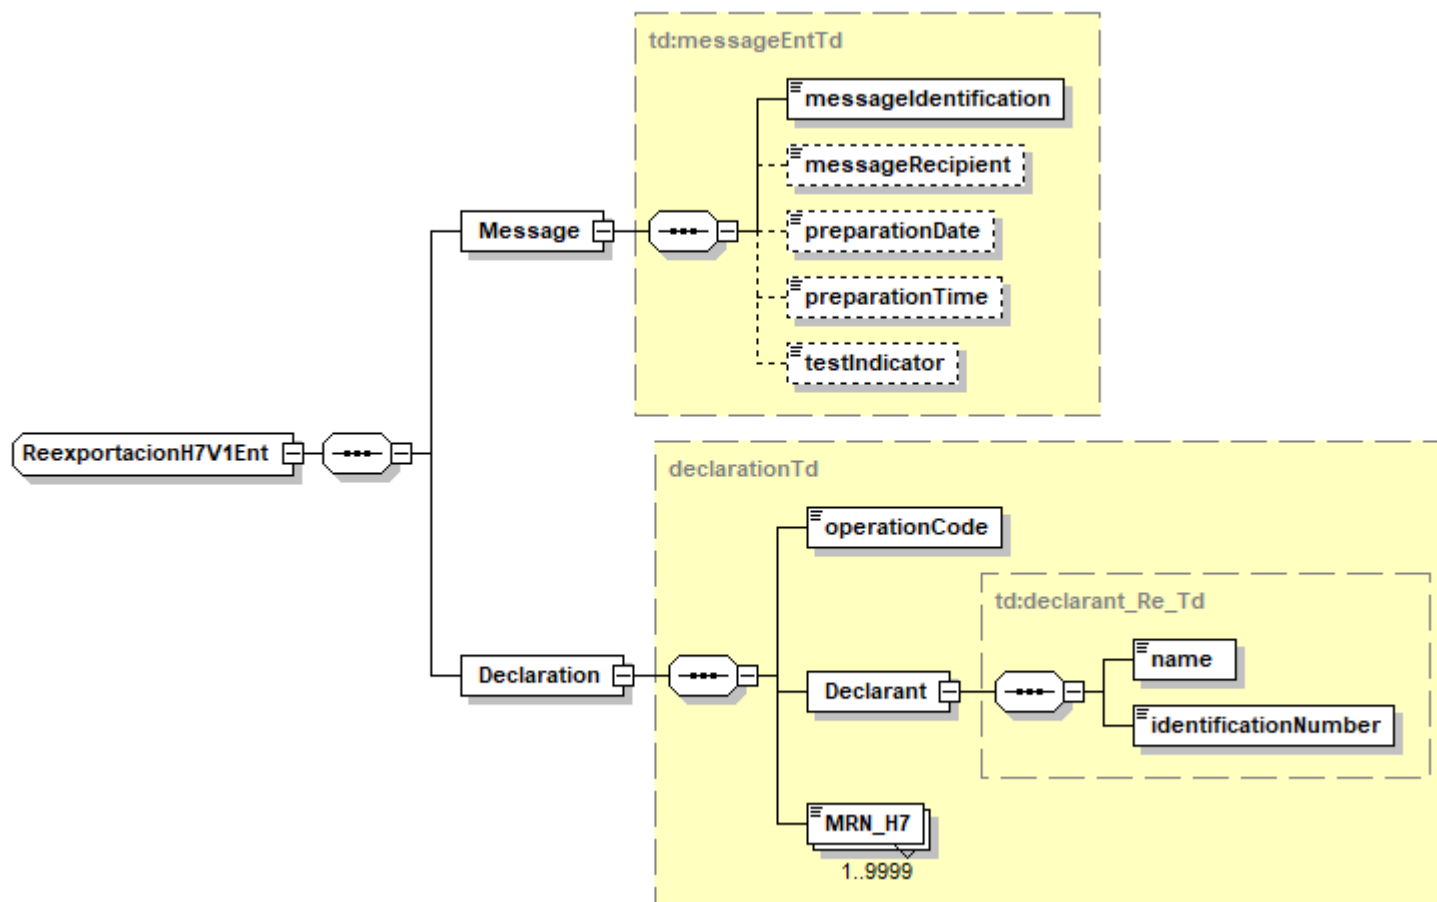 td:messageEntTd
messageIdentification
messageRecipient
preparationDate
Message
preparationTime
testIndicator
ReexportacionH7V1Ent
declarationTd
operationCode
td:declarant_Re_Td
name
Declaration
Declarant
identificationNumber
MRN_H7
1..9999